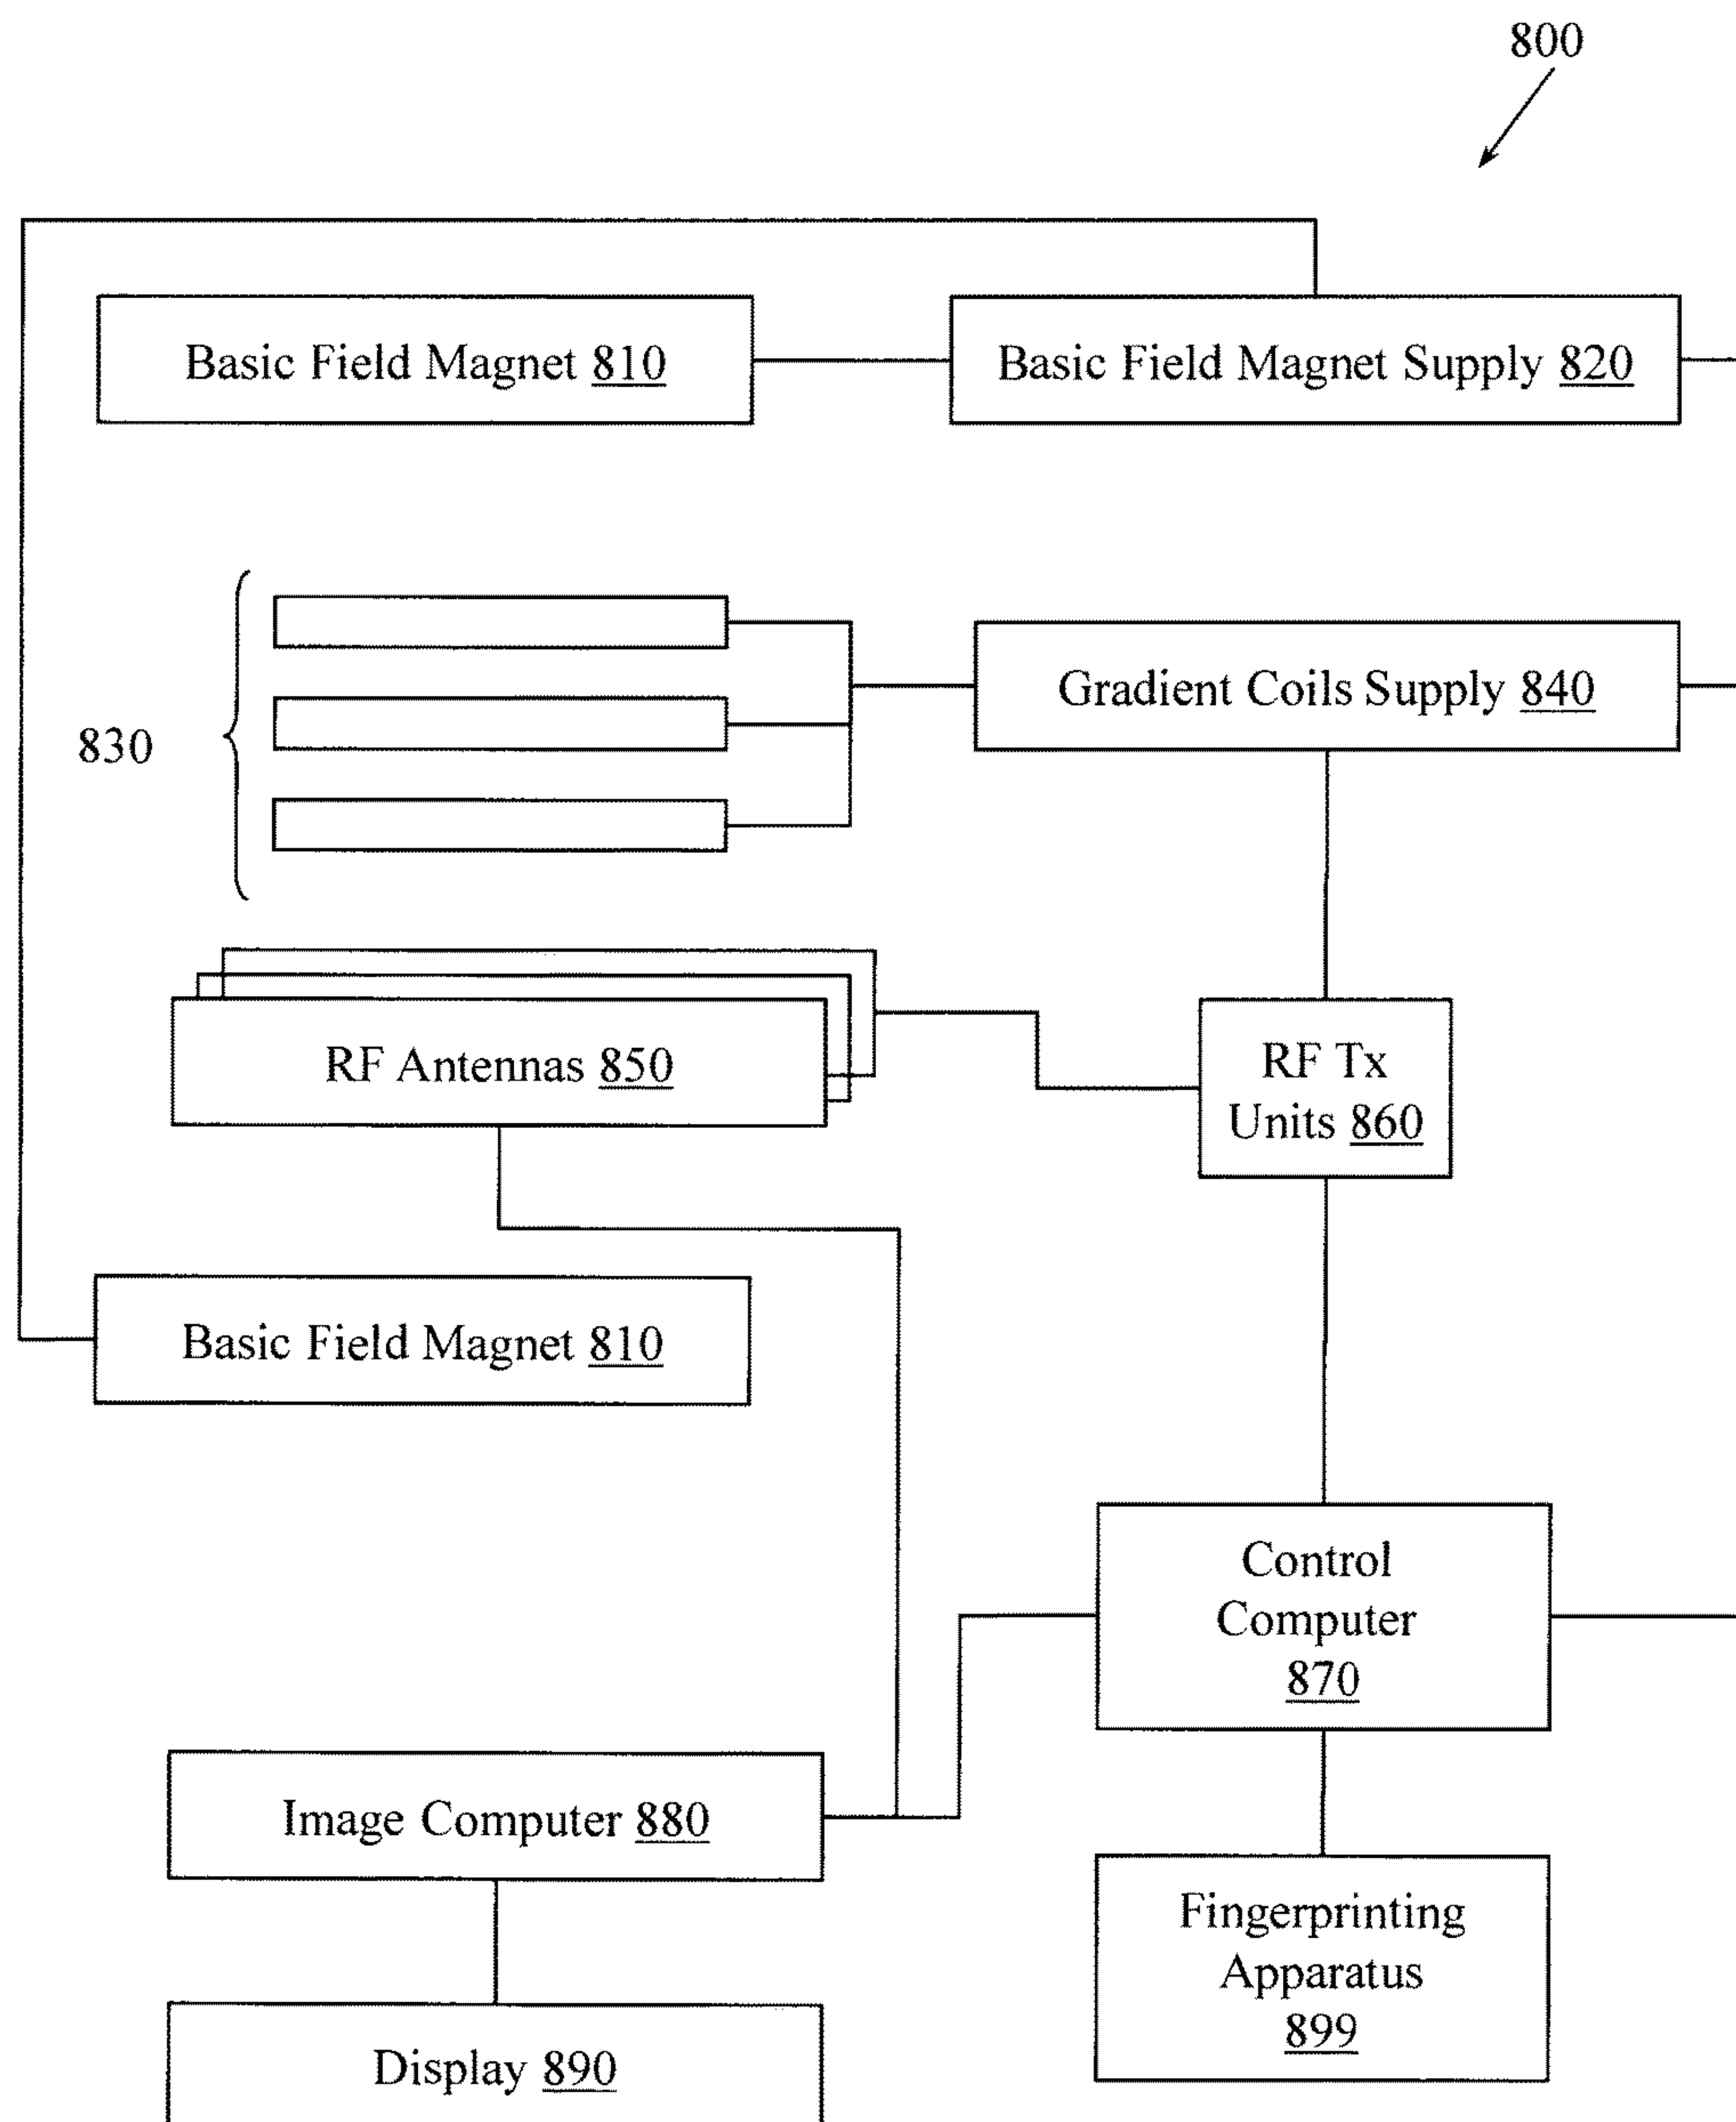 800
Basic Field Magnet 810
Basic Field Magnet Supply 820
830
Gradient Coils Supply 840
RF Antennas 850
RF Tx
Units 860
Basic Field Magnet 810
Control
Computer
870
Image Computer 880
Fingerprinting
Apparatus
899
Display 890